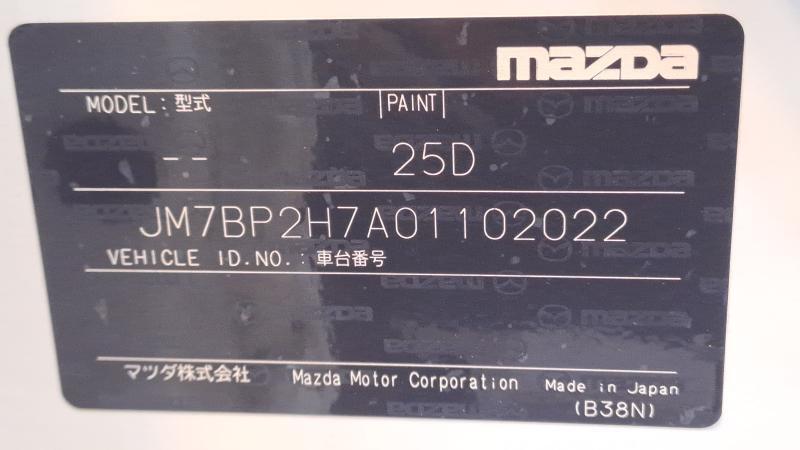 mazda
MODEL: 型式 PAINT
-- 25D
JM7BP2H7A01102022
VEHICLE ID.NO.: 車台番号
マツダ株式会社 Mazda Motor Corporation Made in Japan
(B38N)